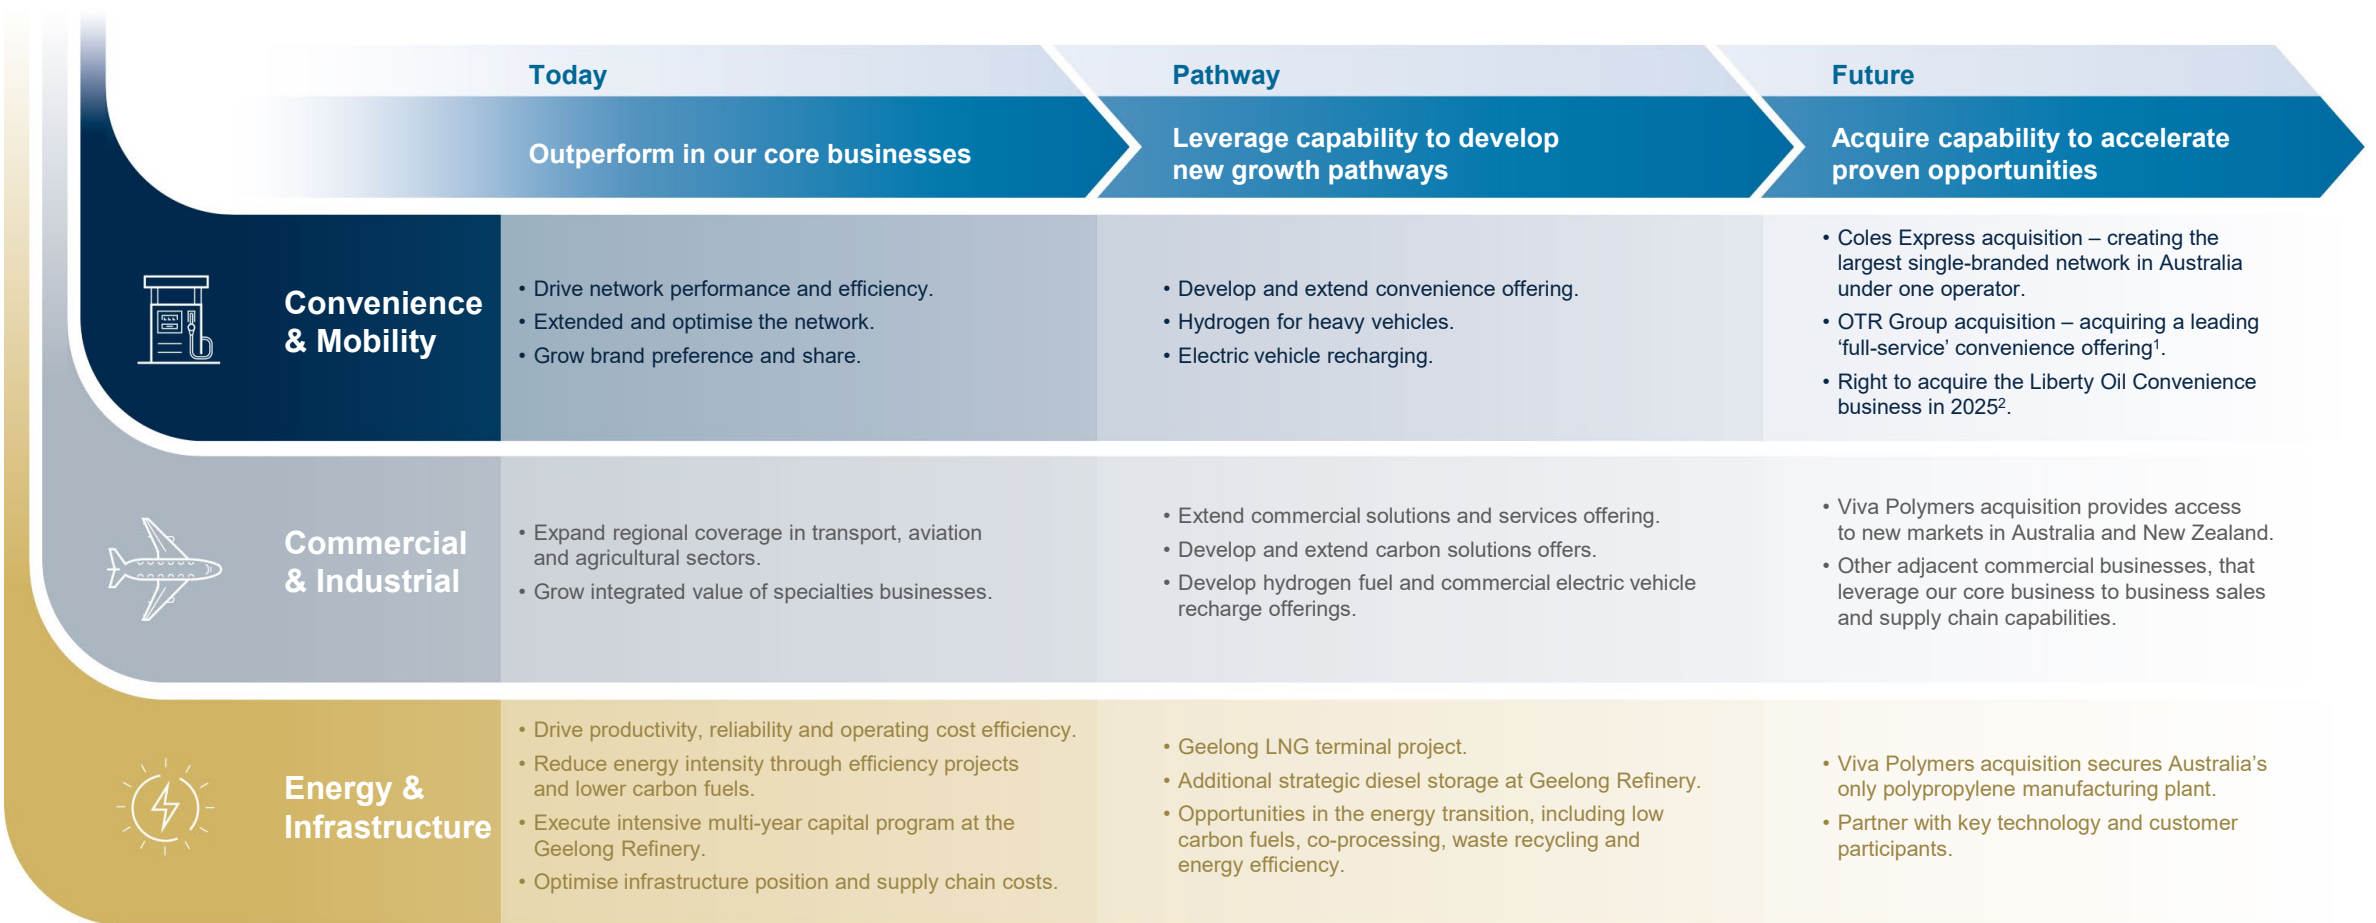 Today
Pathway
Future
Outperform in our core businesses
Leverage capability to develop
new growth pathways
Acquire capability to accelerate
proven opportunities
Convenience
& Mobility
• Drive network performance and efficiency.
• Extended and optimise the network.
• Grow brand preference and share.
• Develop and extend convenience offering.
• Hydrogen for heavy vehicles.
• Electric vehicle recharging.
• Coles Express acquisition – creating the
largest single-branded network in Australia
under one operator.
• OTR Group acquisition – acquiring a leading
‘full-service’ convenience offering¹.
• Right to acquire the Liberty Oil Convenience
business in 2025².
Commercial
& Industrial
• Expand regional coverage in transport, aviation
and agricultural sectors.
• Grow integrated value of specialties businesses.
• Extend commercial solutions and services offering.
• Develop and extend carbon solutions offers.
• Develop hydrogen fuel and commercial electric vehicle
recharge offerings.
• Viva Polymers acquisition provides access
to new markets in Australia and New Zealand.
• Other adjacent commercial businesses, that
leverage our core business to business sales
and supply chain capabilities.
Energy &
Infrastructure
• Drive productivity, reliability and operating cost efficiency.
• Reduce energy intensity through efficiency projects
and lower carbon fuels.
• Execute intensive multi-year capital program at the
Geelong Refinery.
• Optimise infrastructure position and supply chain costs.
• Geelong LNG terminal project.
• Additional strategic diesel storage at Geelong Refinery.
• Opportunities in the energy transition, including low
carbon fuels, co-processing, waste recycling and
energy efficiency.
• Viva Polymers acquisition secures Australia’s
only polypropylene manufacturing plant.
• Partner with key technology and customer
participants.